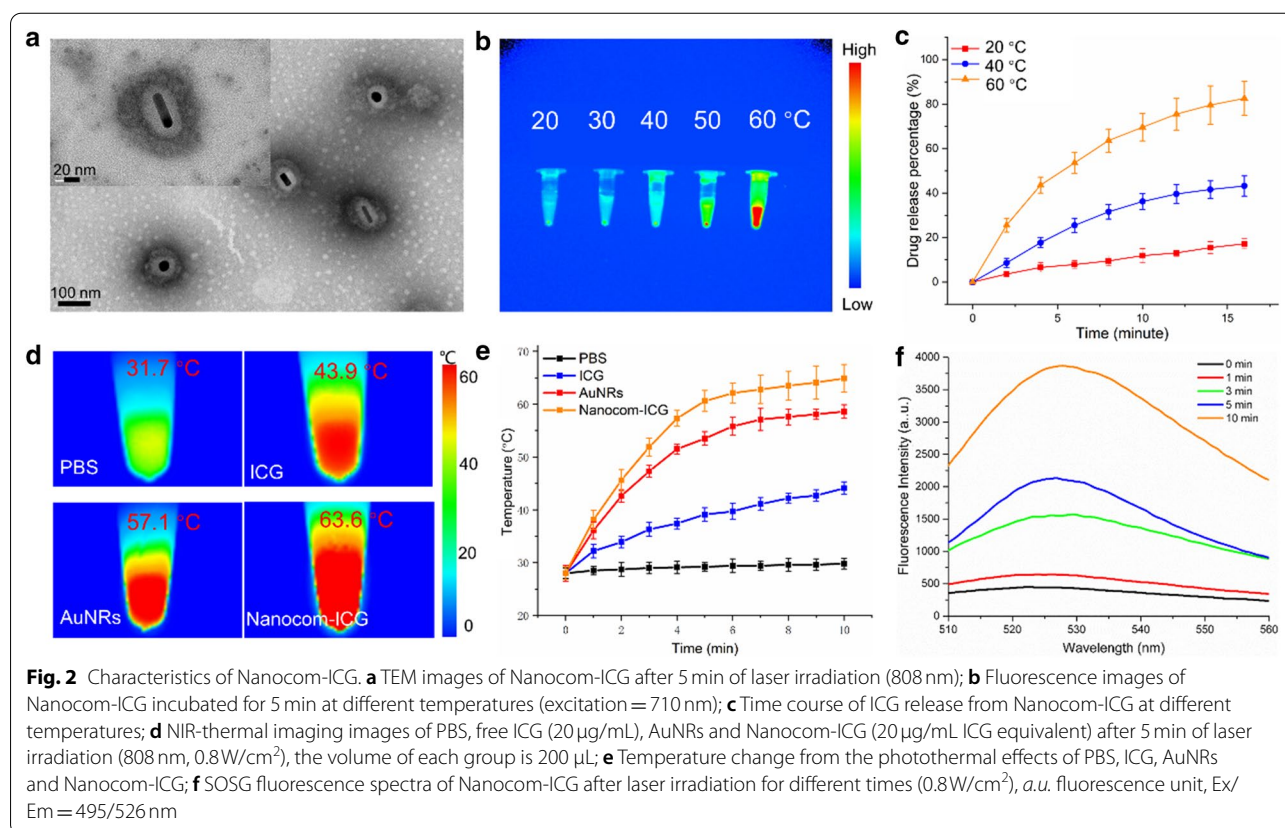 a
20 nm
100 nm
b
High
20 30 40 50 60 °C
Low
c
20 °C
40 °C
60 °C
Drug release percentage (%)
100
80
60
40
20
0
0 5 10 15
Time (minute)
d
°C
31.7 °C
43.9 °C
60
PBS
ICG
40
57.1 °C
63.6 °C
20
AuNRs
Nanocom-ICG
0
e
PBS
ICG
AuNRs
Nanocom-ICG
Temperature (°C)
70
60
50
40
30
20
0 2 4 6 8 10
Time (min)
f
0 min
1 min
3 min
5 min
10 min
Fluorescence Intensity (a.u.)
4000
3500
3000
2500
2000
1500
1000
500
0
510 520 530 540 550 560
Wavelength (nm)
Fig. 2 Characteristics of Nanocom-ICG. a TEM images of Nanocom-ICG after 5 min of laser irradiation (808 nm); b Fluorescence images of
Nanocom-ICG incubated for 5 min at different temperatures (excitation = 710 nm); c Time course of ICG release from Nanocom-ICG at different
temperatures; d NIR-thermal imaging images of PBS, free ICG (20 µg/mL), AuNRs and Nanocom-ICG (20 µg/mL ICG equivalent) after 5 min of laser
irradiation (808 nm, 0.8 W/cm²), the volume of each group is 200 µL; e Temperature change from the photothermal effects of PBS, ICG, AuNRs
and Nanocom-ICG; f SOSG fluorescence spectra of Nanocom-ICG after laser irradiation for different times (0.8 W/cm²), a.u. fluorescence unit, Ex/
Em = 495/526 nm